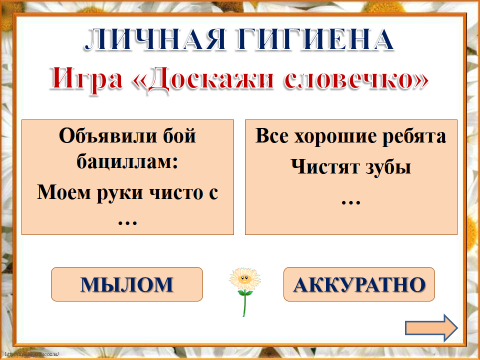 ЛИЧНАЯ ГИГИЕНА
Игра «Доскажи словечко»
Объявили бой
бациллам:
Моем руки чисто с
…
Все хорошие ребята
Чистят зубы
…
МЫЛОМ
АККУРАТНО